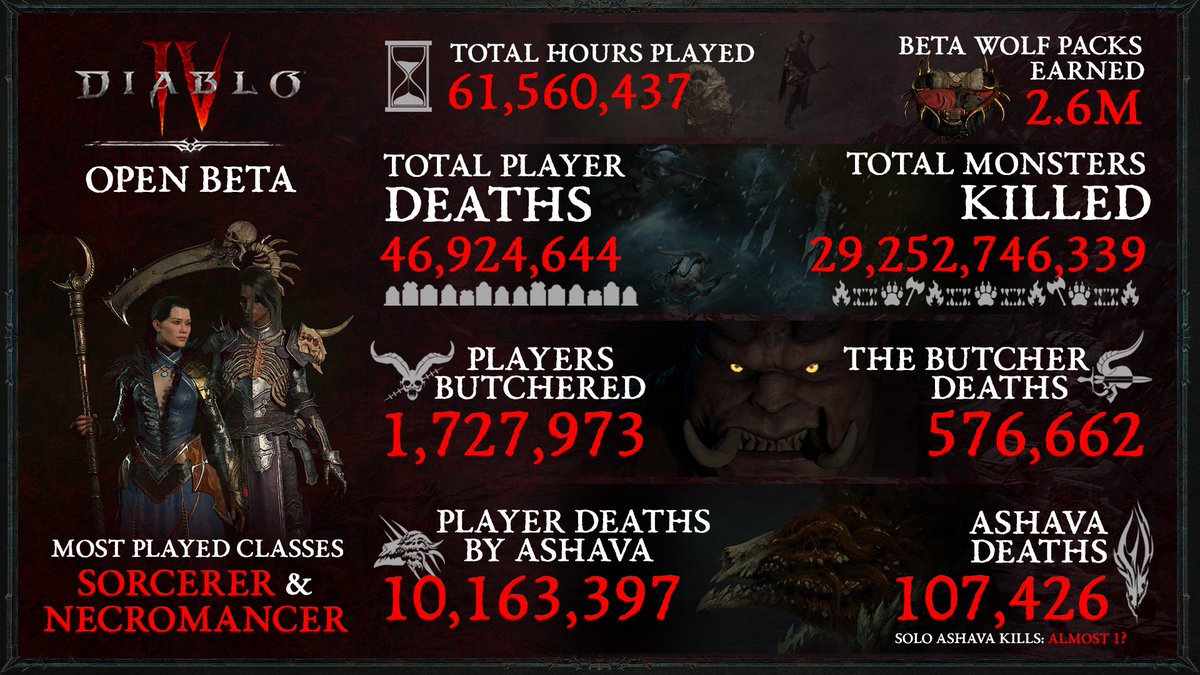 DIABLO
IV
OPEN BETA
MOST PLAYED CLASSES
SORCERER &
NECROMANCER
TOTAL HOURS PLAYED
61,560,437
BETA WOLF PACKS
EARNED
2.6M
TOTAL PLAYER
DEATHS
46,924,644
TOTAL MONSTERS
KILLED
29,252,746,339
PLAYERS
BUTCHERED
1,727,973
THE BUTCHER
DEATHS
576,662
PLAYER DEATHS
BY ASHAVA
10,163,397
ASHAVA
DEATHS
107,426
SOLO ASHAVA KILLS: ALMOST 1?